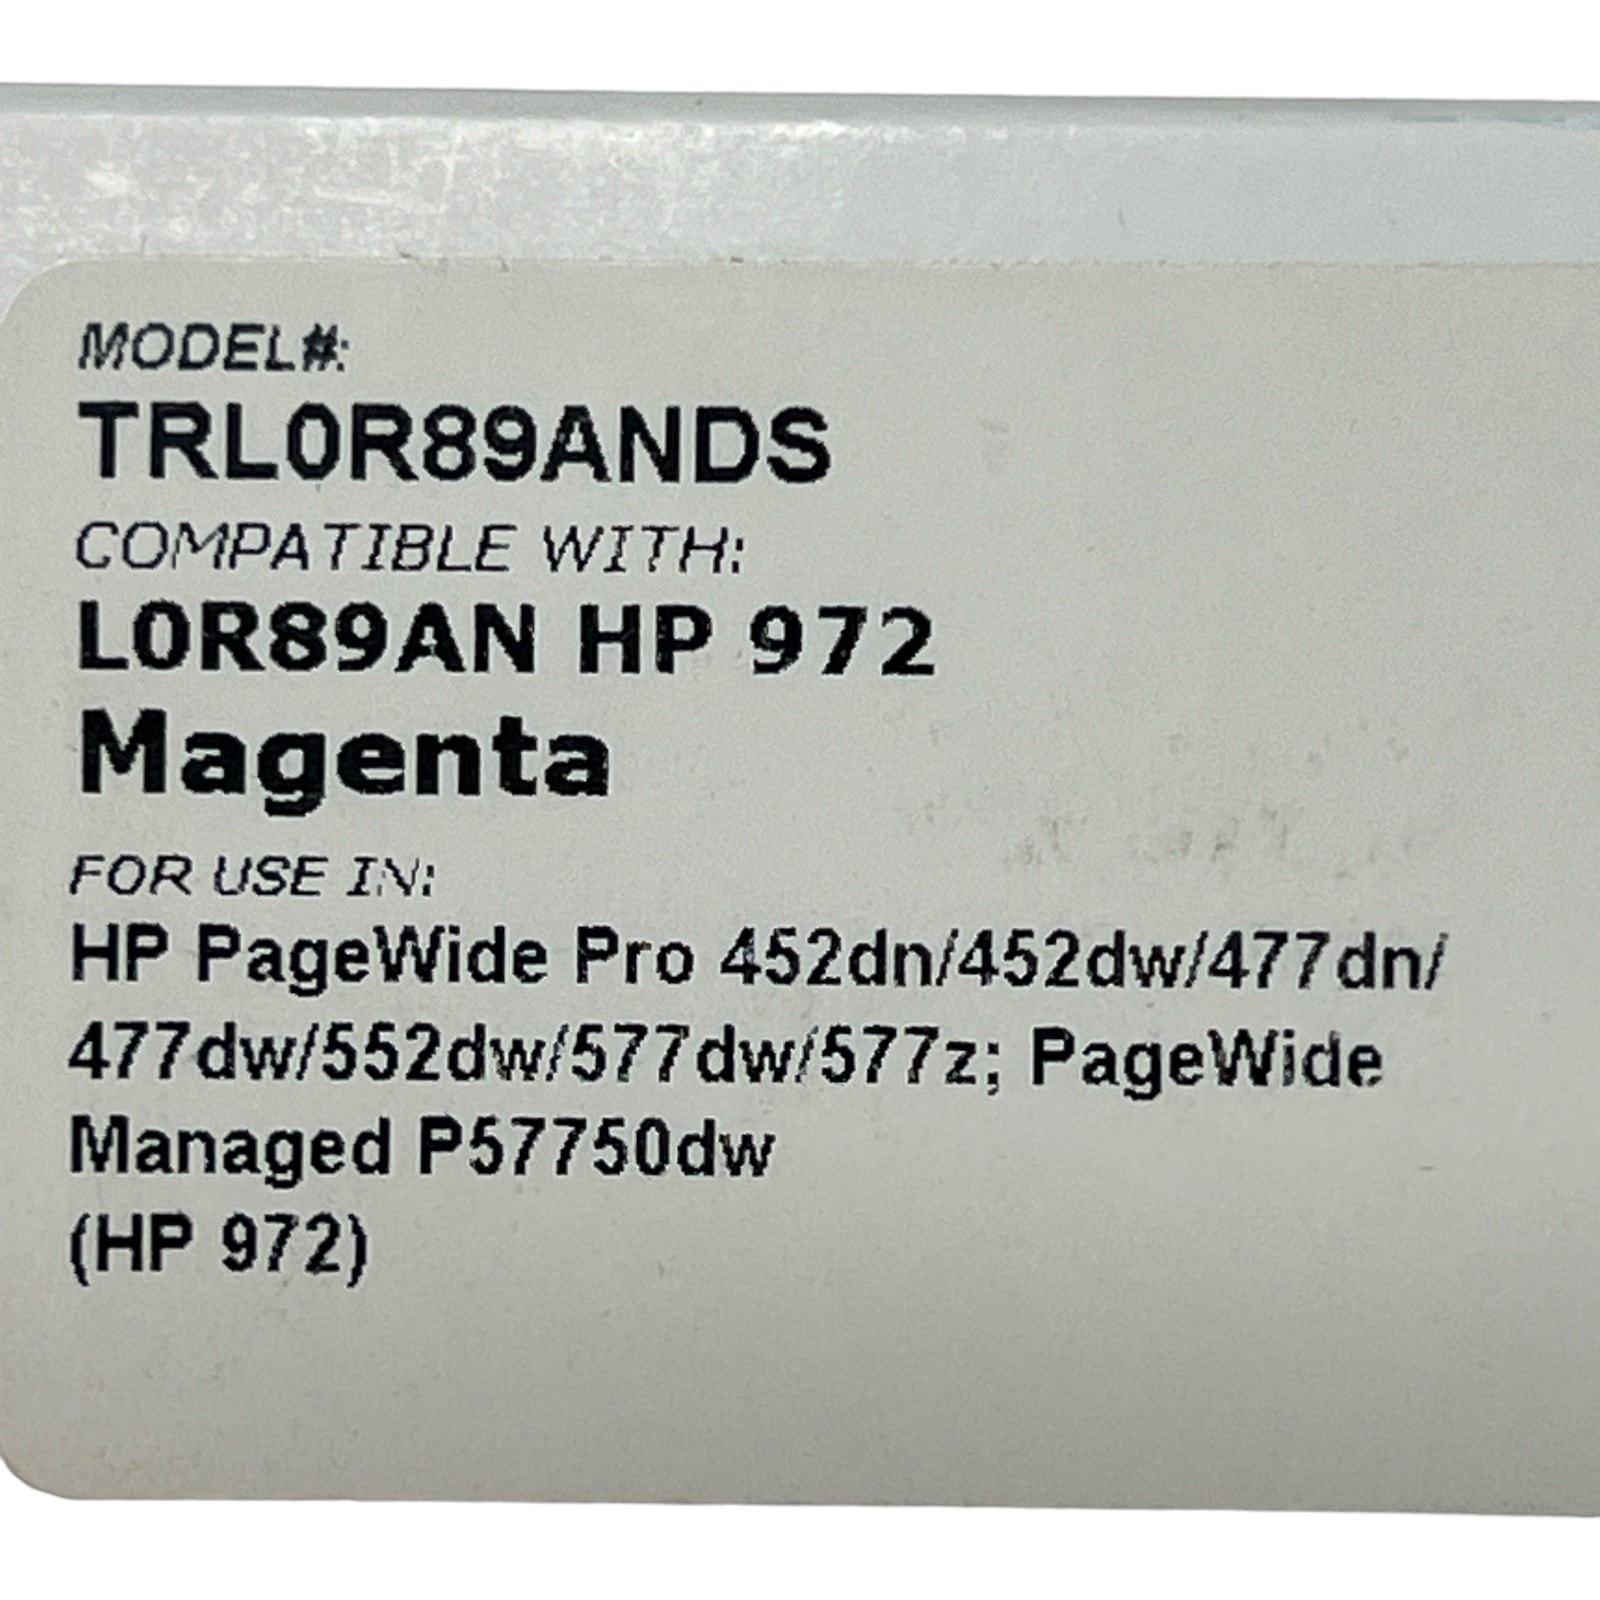 MODEL#:
TRL0R89ANDS
COMPATIBLE WITH:
L0R89AN HP 972
Magenta
FOR USE IN:
HP PageWide Pro 452dn/452dw/477dn/
477dw/552dw/577dw/577z; PageWide
Managed P57750dw
(HP 972)